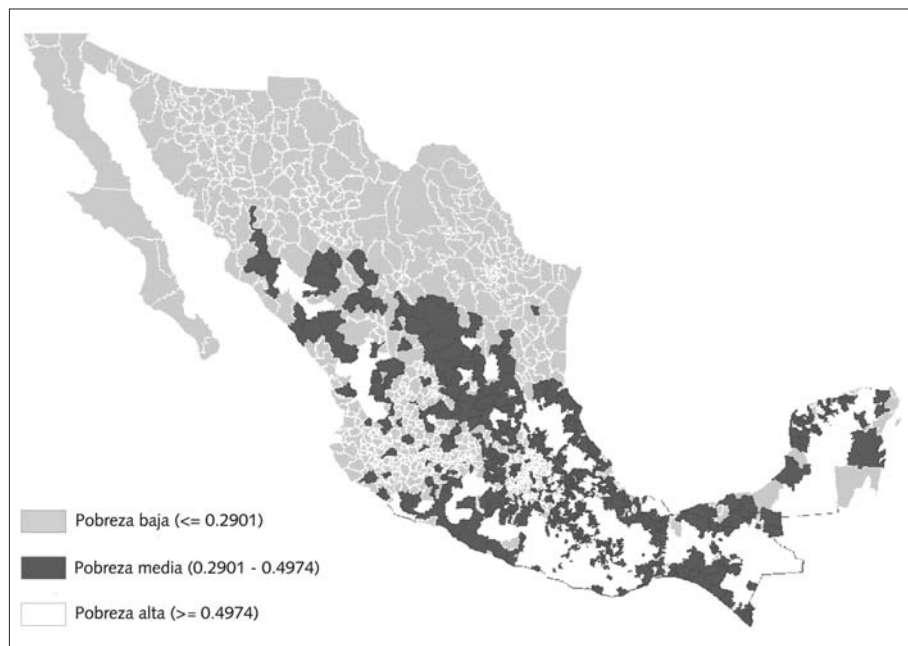 Pobreza baja (<= 0.2901)
Pobreza media (0.2901 - 0.4974)
Pobreza alta (>= 0.4974)